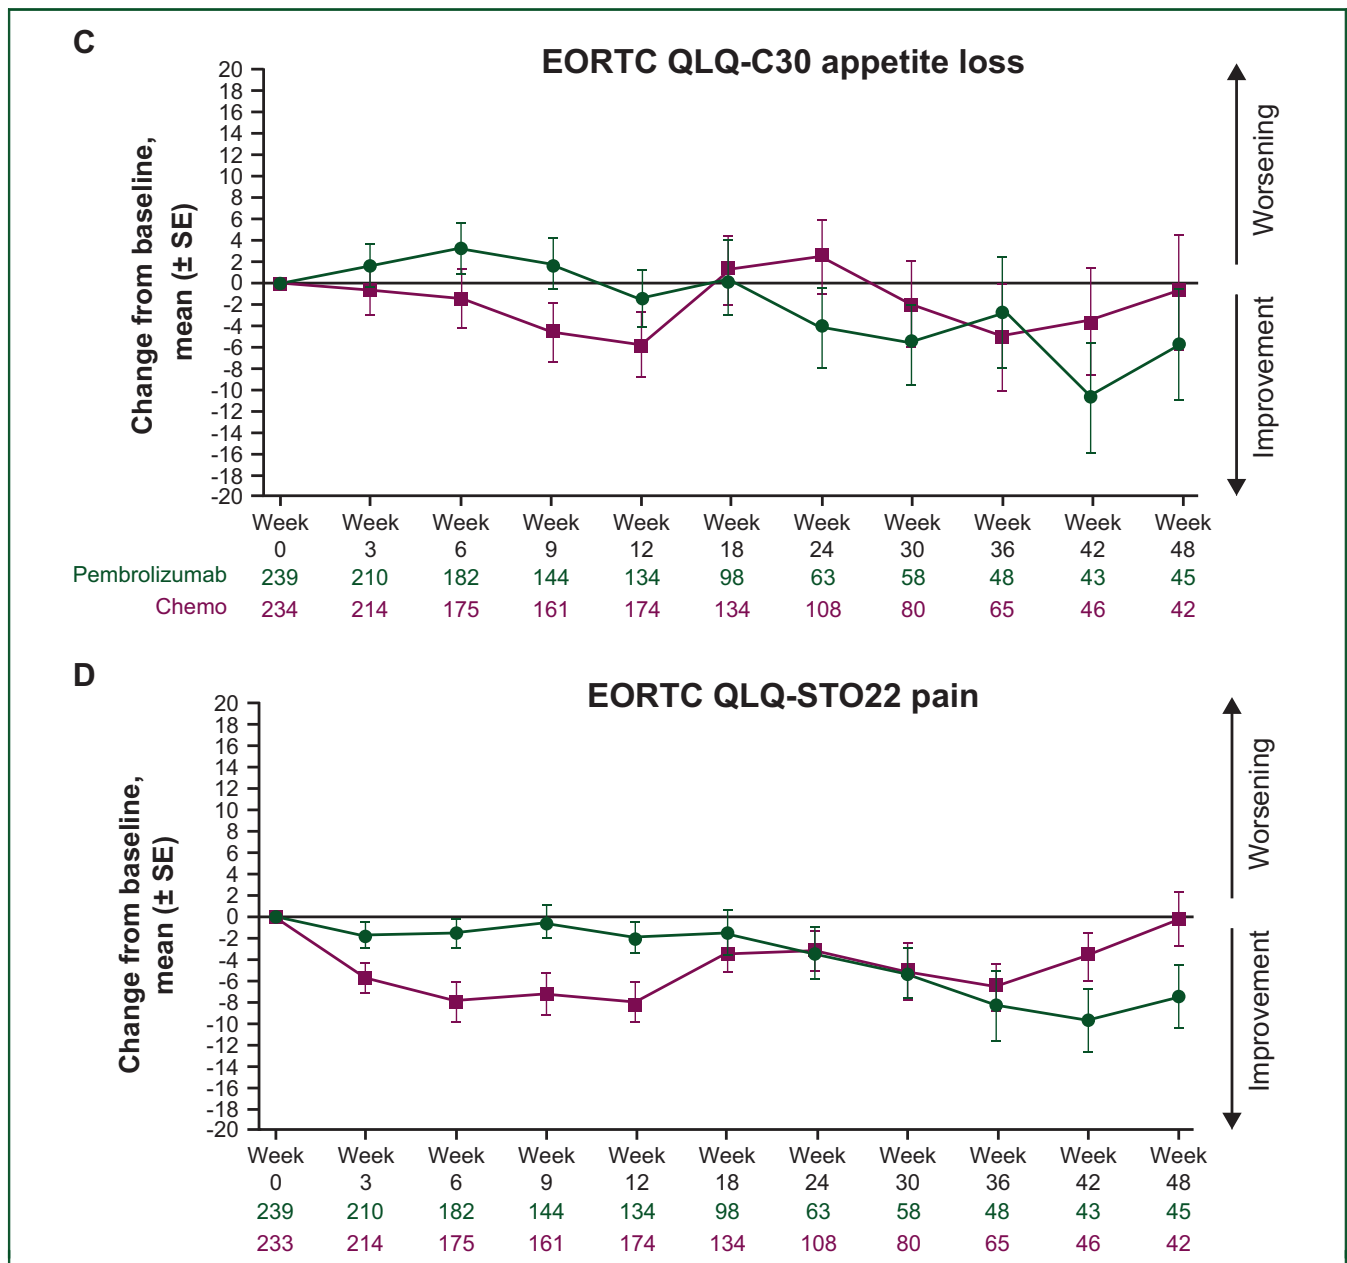 C
EORTC QLQ-C30 appetite loss
Change from baseline,
mean (± SE)
20
18
16
14
12
10
8
6
4
2
0
-2
-4
-6
-8
-10
-12
-14
-16
-18
-20
Worsening
Improvement
Week Week Week Week Week Week Week Week Week Week Week
0 3 6 9 12 18 24 30 36 42 48
Pembrolizumab 239 210 182 144 134 98 63 58 48 43 45
Chemo 234 214 175 161 174 134 108 80 65 46 42
D
EORTC QLQ-STO22 pain
Change from baseline,
mean (± SE)
20
18
16
14
12
10
8
6
4
2
0
-2
-4
-6
-8
-10
-12
-14
-16
-18
-20
Worsening
Improvement
Week Week Week Week Week Week Week Week Week Week Week
0 3 6 9 12 18 24 30 36 42 48
239 210 182 144 134 98 63 58 48 43 45
233 214 175 161 174 134 108 80 65 46 42